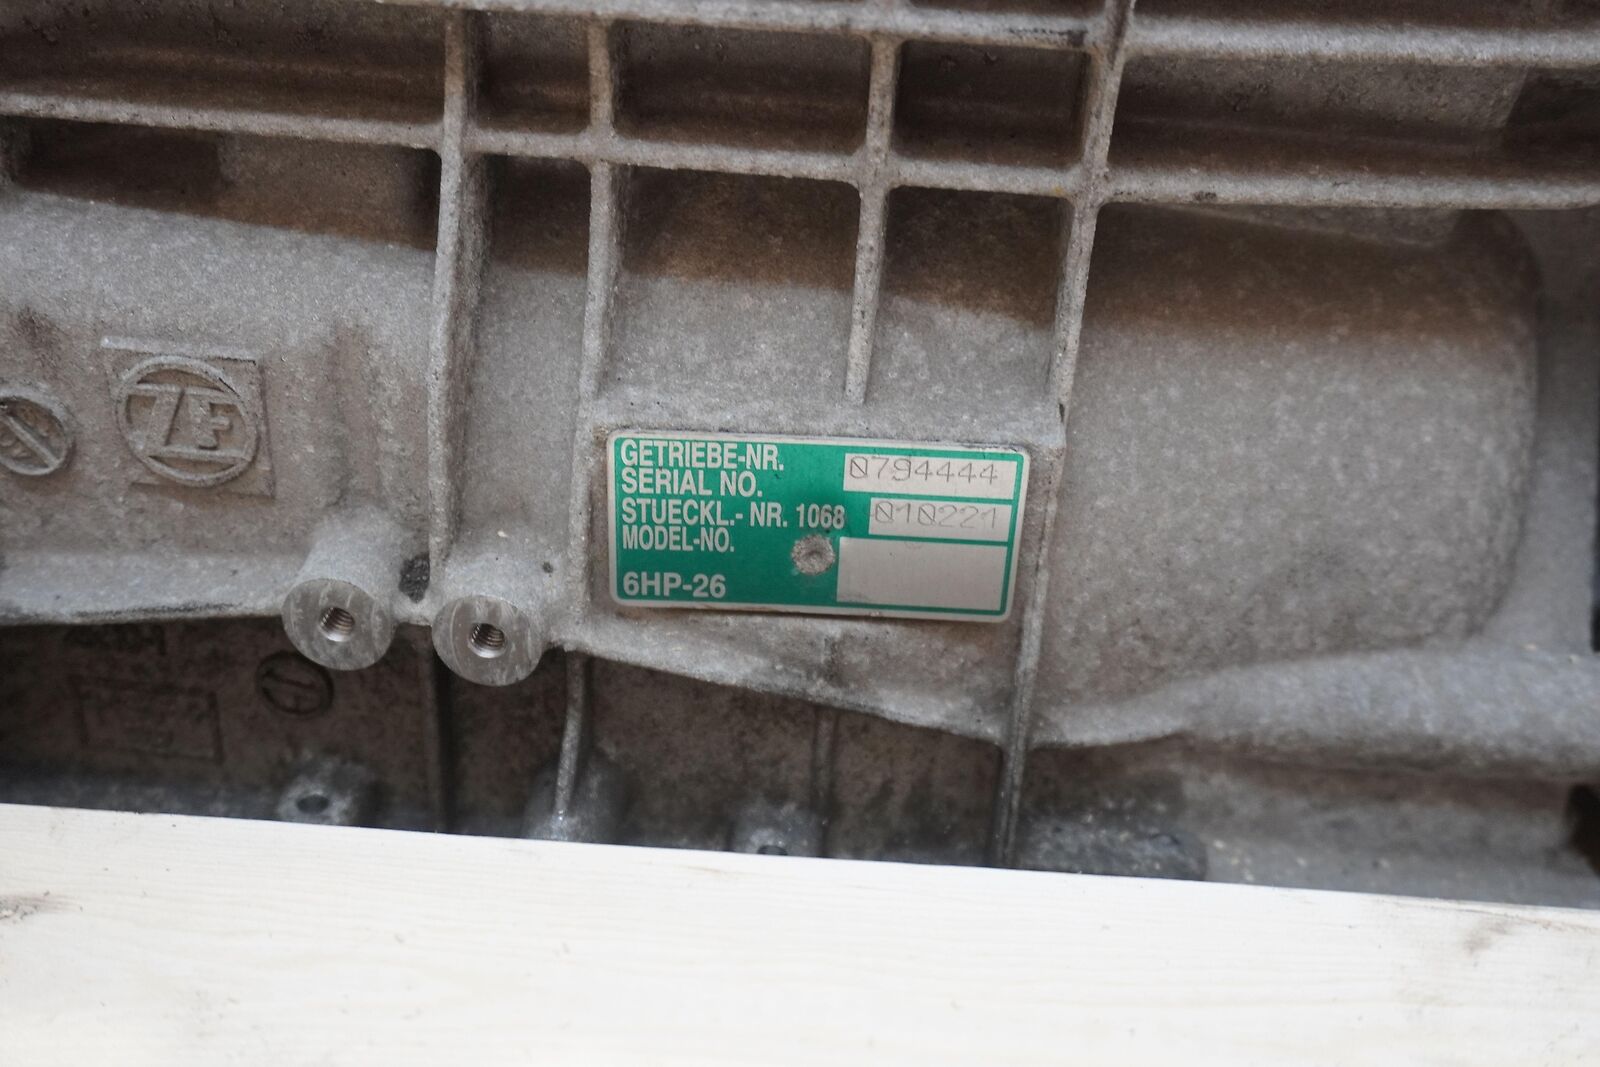 ZF
GETRIEBE-NR. 0794444
SERIAL NO.
STUECKL.- NR. 1068 010221
MODEL-NO.
6HP-26